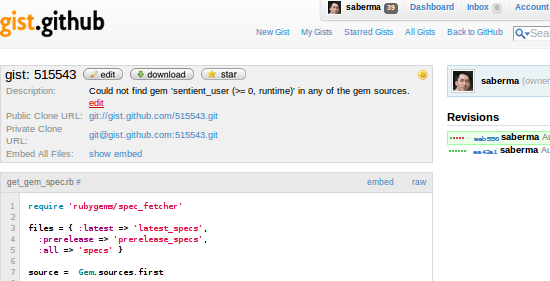 gist.github
saberma 39 Dashboard Inbox 0 Account
New Gist My Gists Starred Gists All Gists Back to GitHub Sea
gist: 515543 edit download star
Description: Could not find gem 'sentient_user (>= 0, runtime)' in any of the gem sources.
edit
Public Clone URL: git://gist.github.com/515543.git
Private Clone URL: git@gist.github.com:515543.git
Embed All Files: show embed
saberma (owner
Revisions
saberma Au
saberma Au
get_gem_spec.rb # embed raw
1 require 'rubygems/spec_fetcher'
2
3 files = { :latest => 'latest_specs',
4 :prerelease => 'prerelease_specs',
5 :all => 'specs' }
6
7 source = Gem.sources.first
8